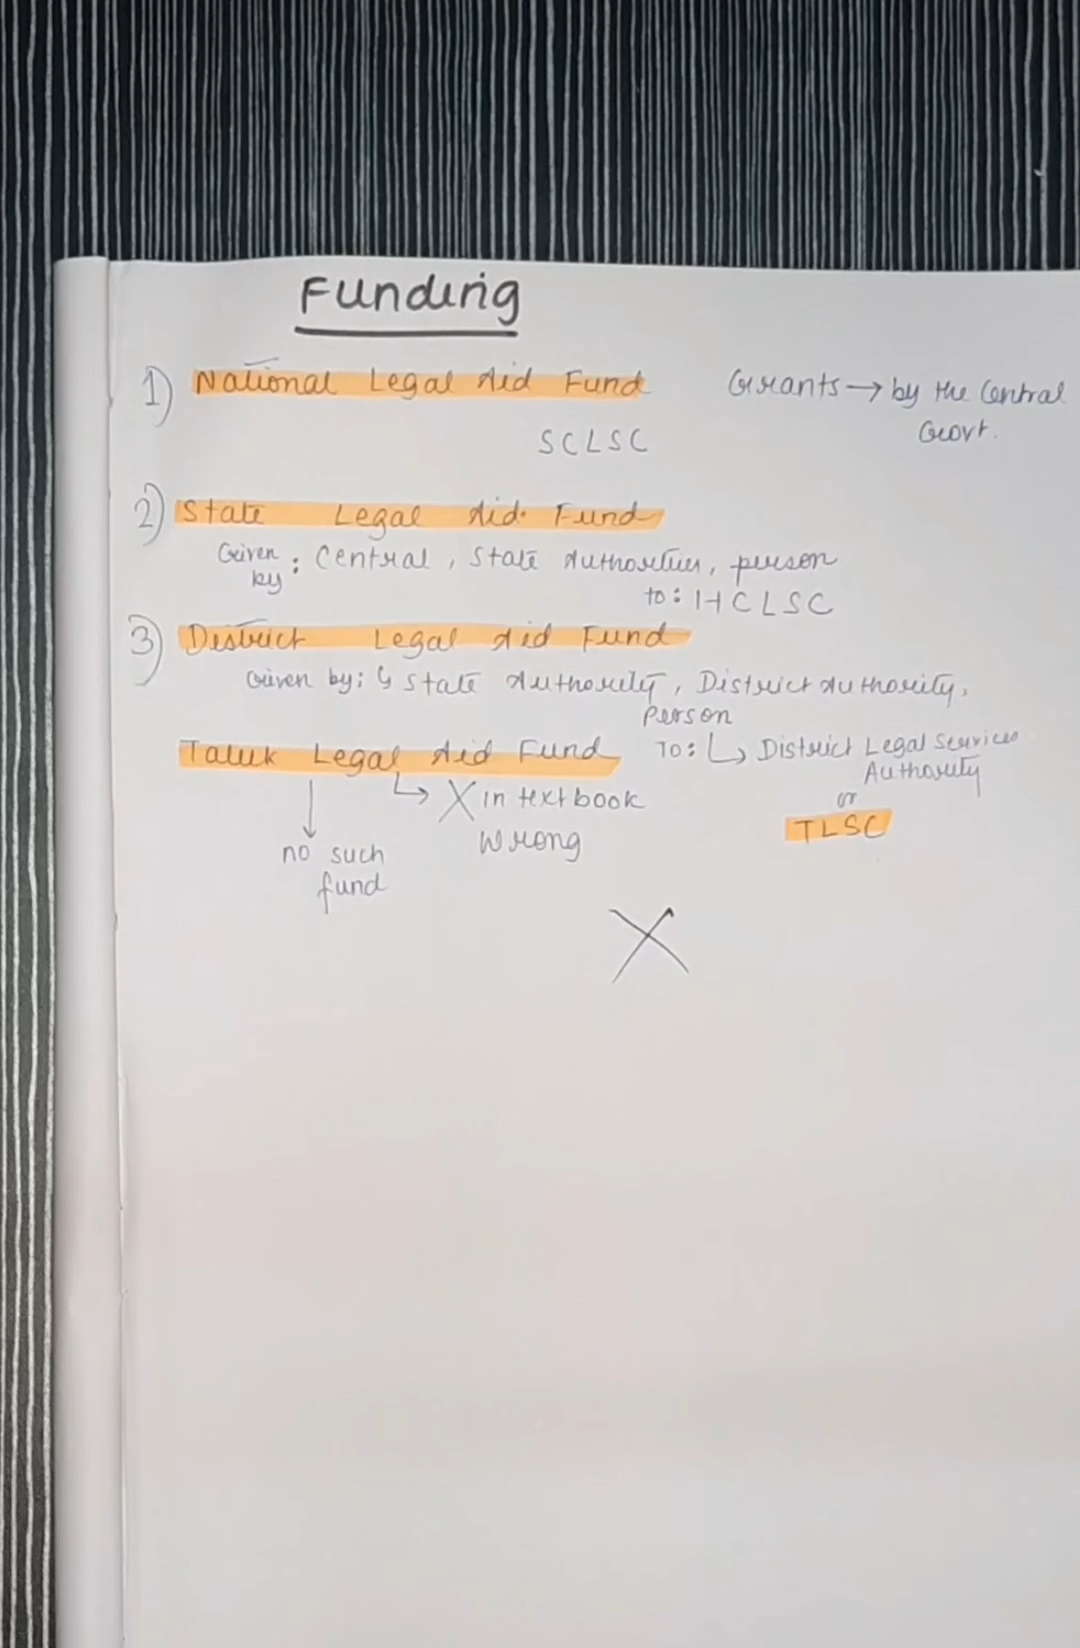 Funding
1) National Legal Aid Fund Grants → by the Central Govt.
SCLSC
2) State Legal Aid Fund
Given by : Central, State Authorities, person
to: HCLSC
3) District Legal Aid Fund
Given by: ↳ State Authority, District Authority,
Person
Taluk Legal Aid Fund To: ↳ District Legal Services Authority
↳ X in textbook or
Wrong TLSC
↓
no such
fund
X